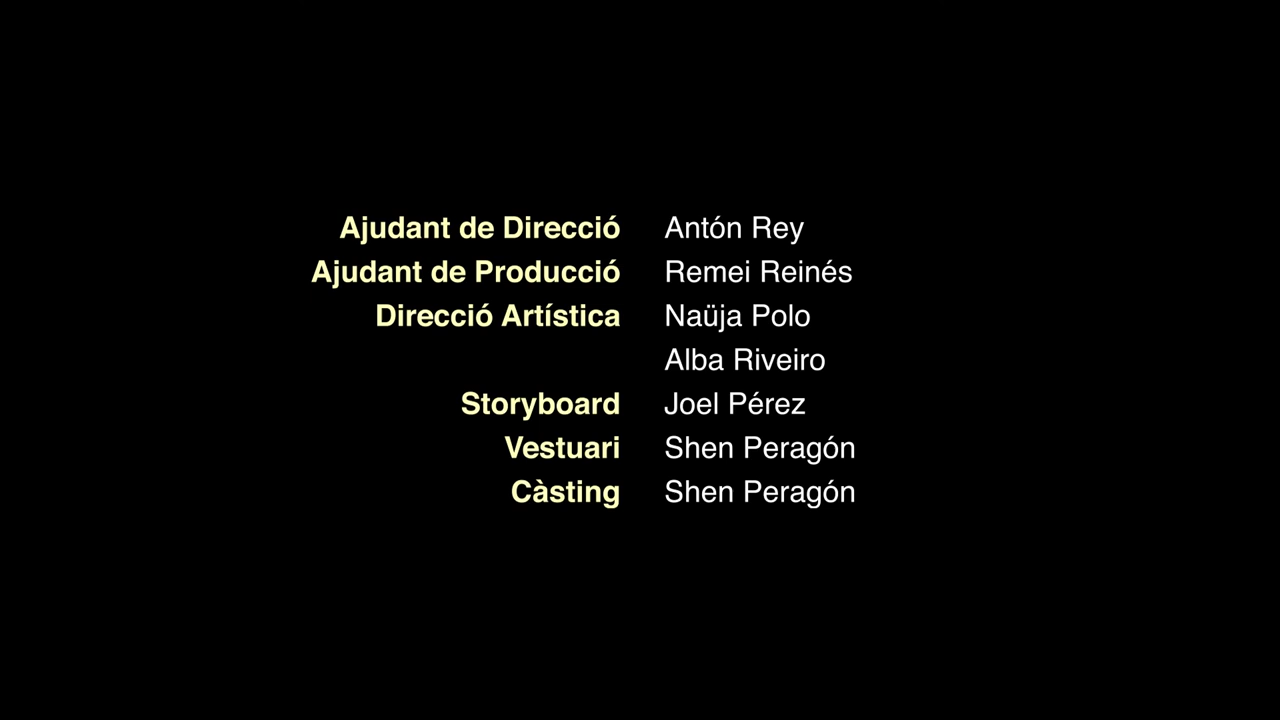 Ajudant de Direcció Antón Rey
Ajudant de Producció Remei Reinés
Direcció Artística Naüja Polo
Alba Riveiro
Storyboard Joel Pérez
Vestuari Shen Peragón
Càsting Shen Peragón